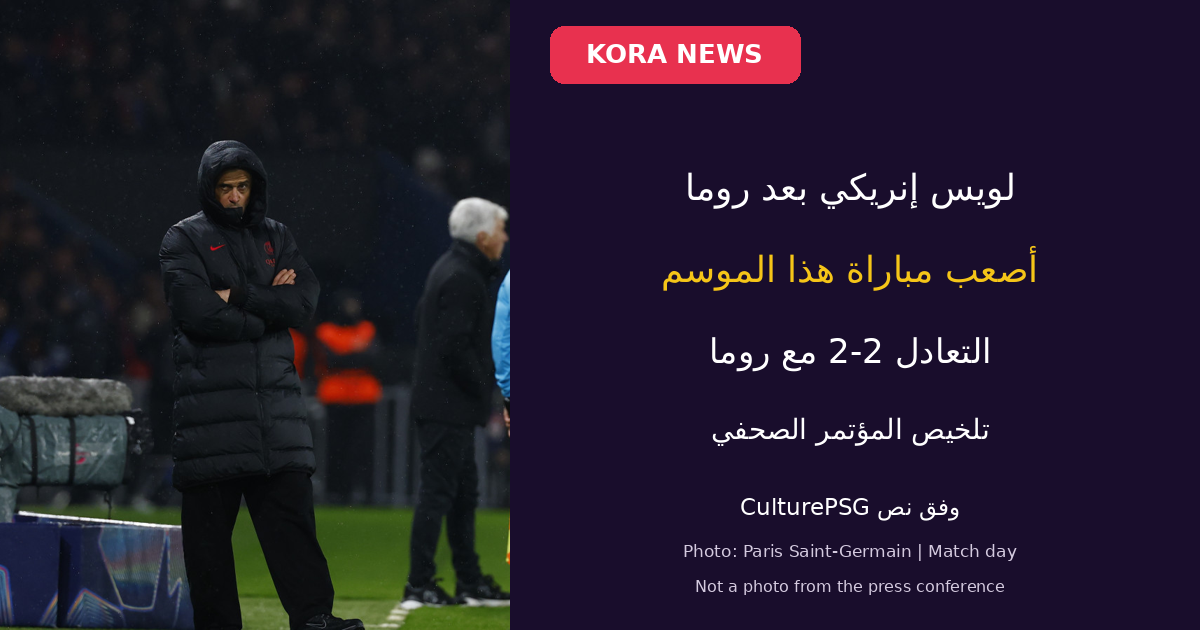 KORA NEWS
لويس إنريكي بعد روما
أصعب مباراة هذا الموسم
التعادل 2-2 مع روما
تلخيص المؤتمر الصحفي
وفق نص CulturePSG
Photo: Paris Saint-Germain | Match day
Not a photo from the press conference